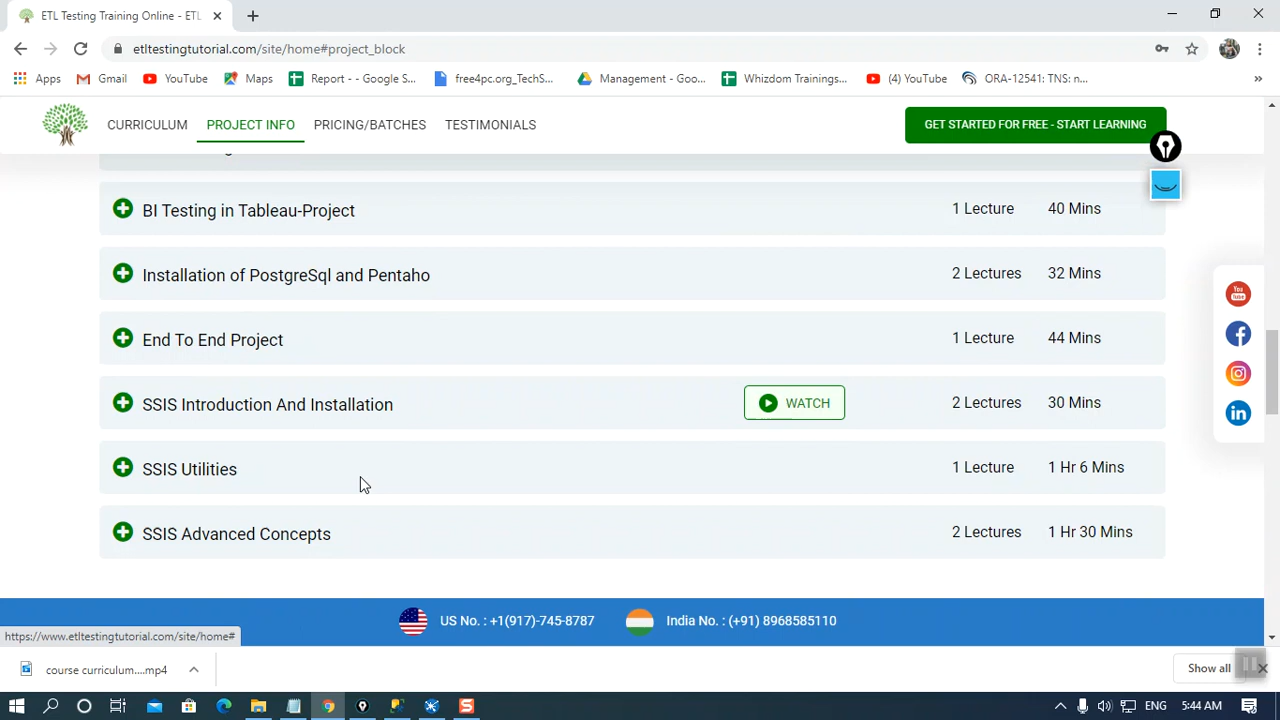 ETL Testing Training Online - ETL
etltestingtutorial.com/site/home#project_block
Apps Gmail YouTube Maps Report - - Google S... free4pc.org_TechS... Management - Goo... Whizdom Trainings... (4) YouTube ORA-12541: TNS: n... »
CURRICULUM PROJECT INFO PRICING/BATCHES TESTIMONIALS GET STARTED FOR FREE - START LEARNING
BI Testing in Tableau-Project 1 Lecture 40 Mins
Installation of PostgreSql and Pentaho 2 Lectures 32 Mins
End To End Project 1 Lecture 44 Mins
SSIS Introduction And Installation WATCH 2 Lectures 30 Mins
SSIS Utilities 1 Lecture 1 Hr 6 Mins
SSIS Advanced Concepts 2 Lectures 1 Hr 30 Mins
US No. : +1(917)-745-8787 India No. : (+91) 8968585110
https://www.etltestingtutorial.com/site/home#
course curriculum....mp4 Show all
ENG 5:44 AM